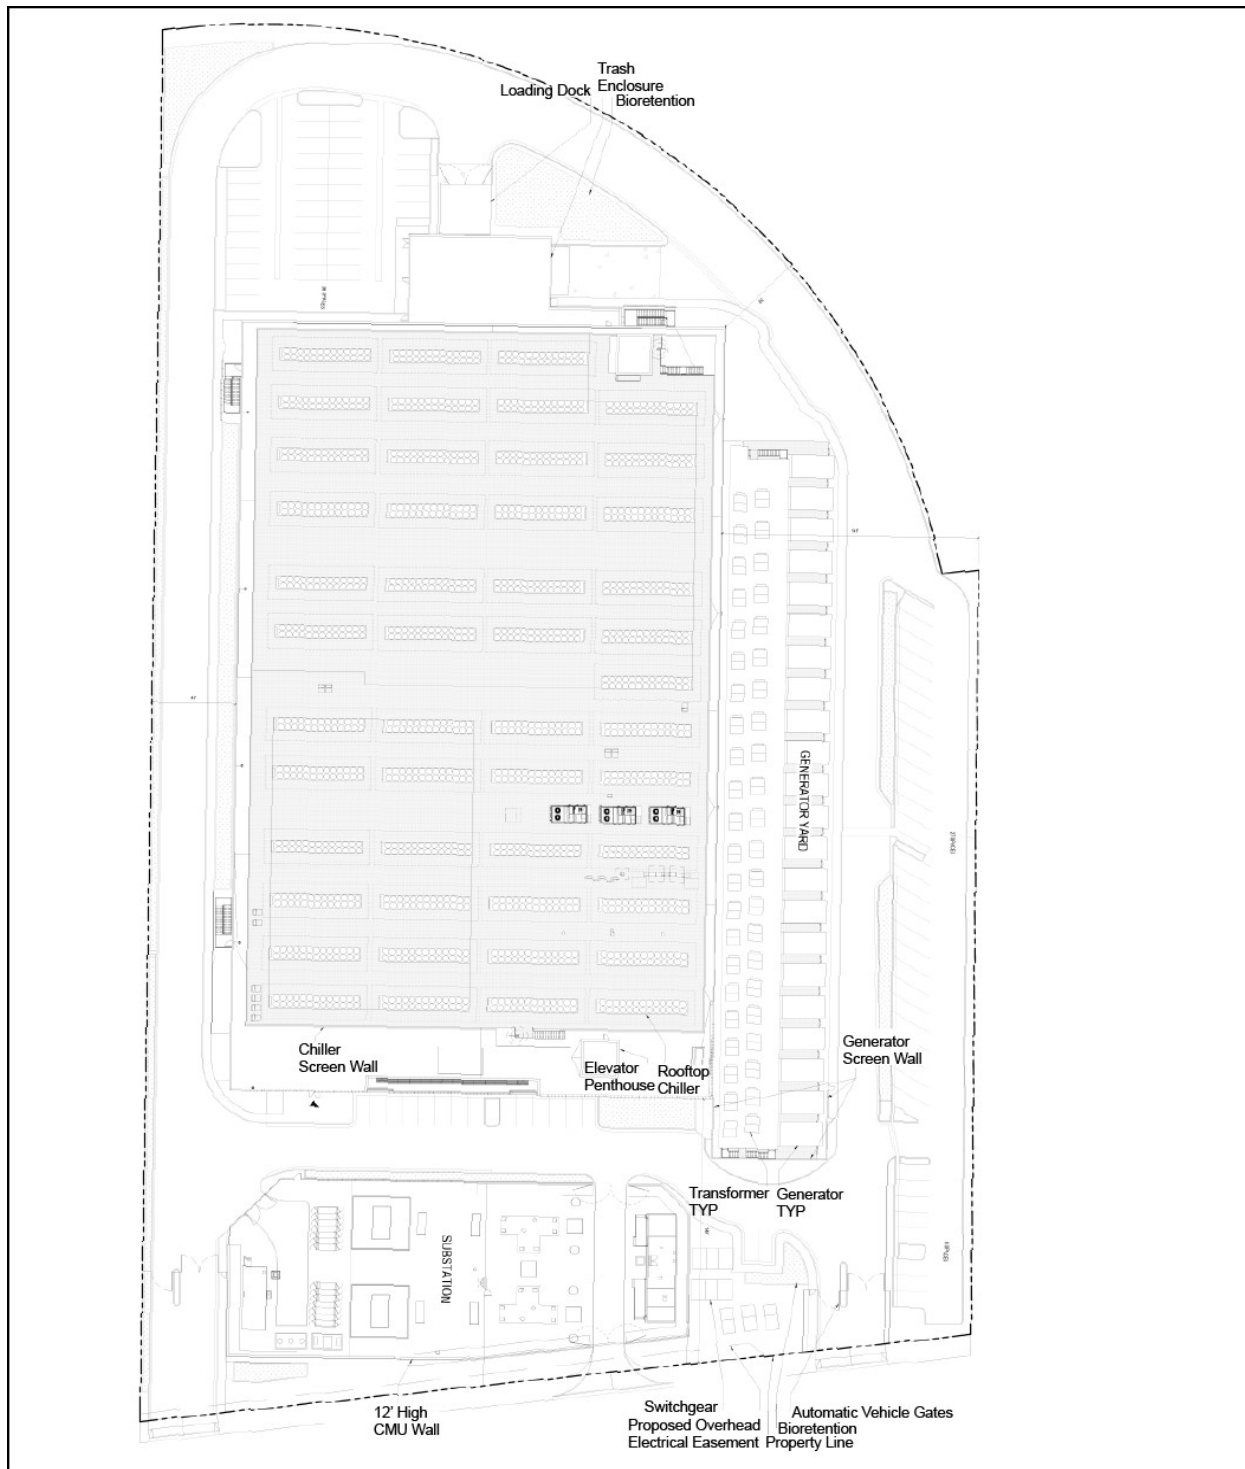 Trash
Enclosure
Loading Dock
Bioretention
GENERATOR YARD
Chiller
Screen Wall
Elevator
Penthouse
Rooftop
Chiller
Generator
Screen Wall
Transformer
TYP
Generator
TYP
SUBSTATION
12' High
CMU Wall
Switchgear
Proposed Overhead
Electrical Easement
Automatic Vehicle Gates
Bioretention
Property Line